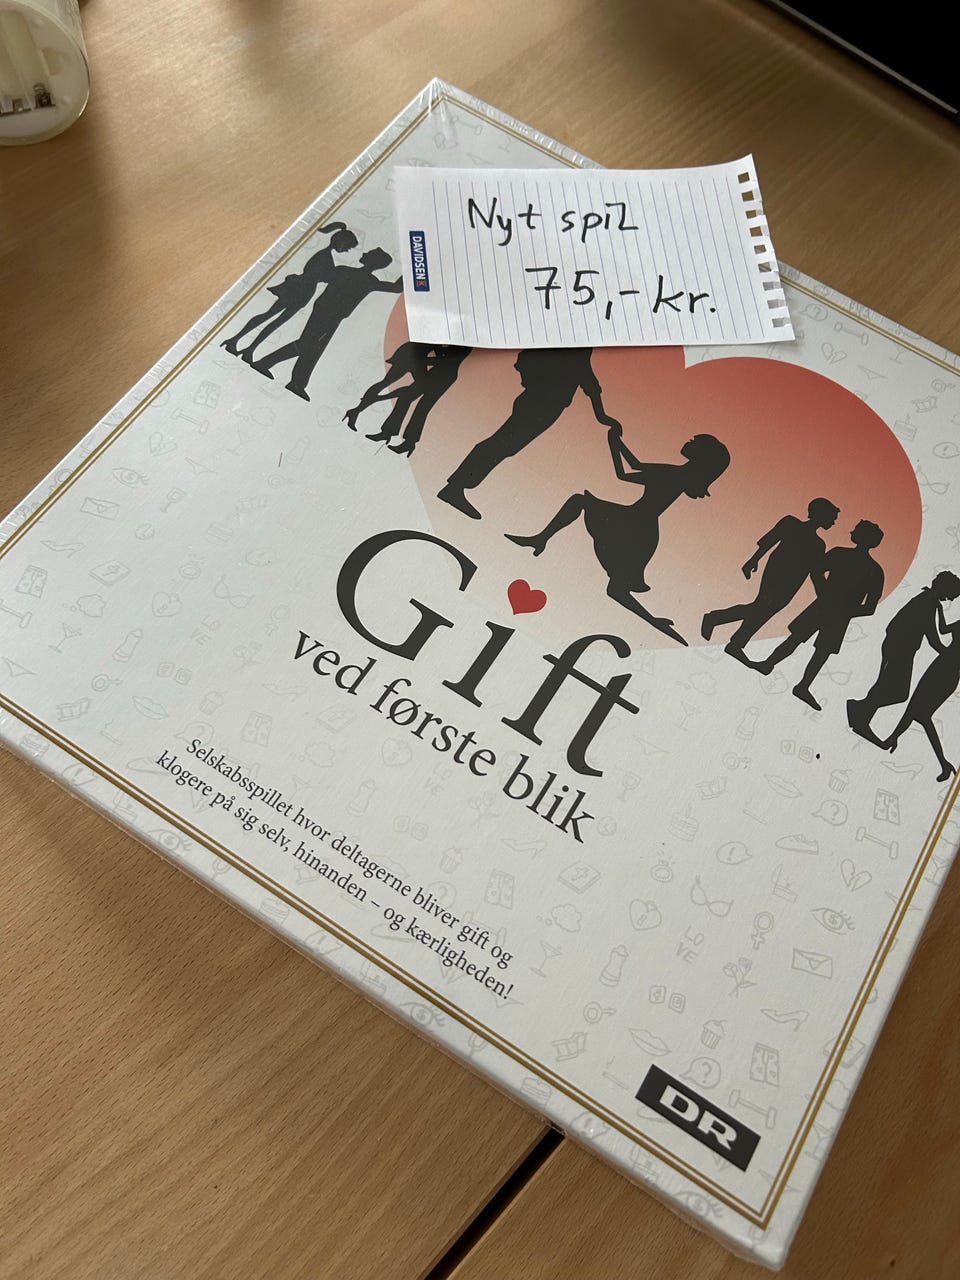 Nyt spil
75,- kr.
DAVIDSEN
Gift
ved første blik
Selskabsspillet hvor deltagerne bliver gift og
klogere på sig selv, hinanden – og kærligheden!
DR